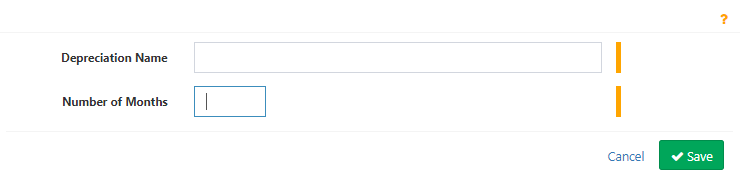 ?
Depreciation Name
Number of Months
Cancel Save